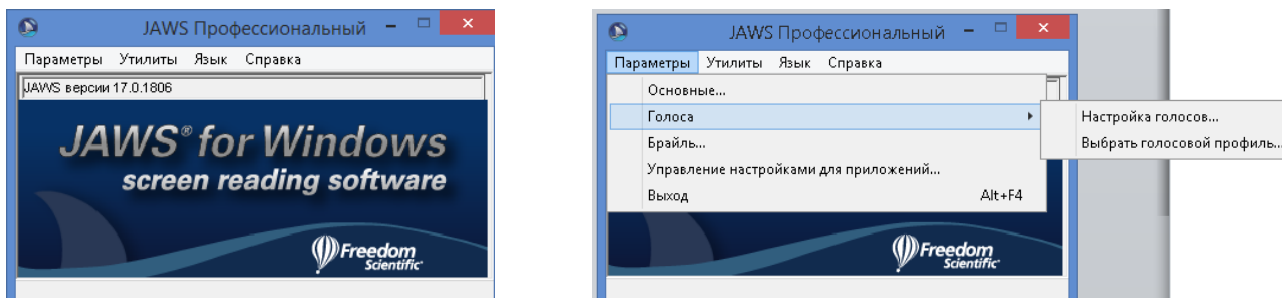 JAWS Профессиональный
Параметры Утилиты Язык Справка
JAWS версии 17.0.1806
JAWS® for Windows
screen reading software
Freedom
Scientific
JAWS Профессиональный
Параметры Утилиты Язык Справка
Основные...
Голоса
Настройка голосов...
Брайль...
Выбрать голосовой профиль...
Управление настройками для приложений...
Выход Alt+F4
Freedom
Scientific